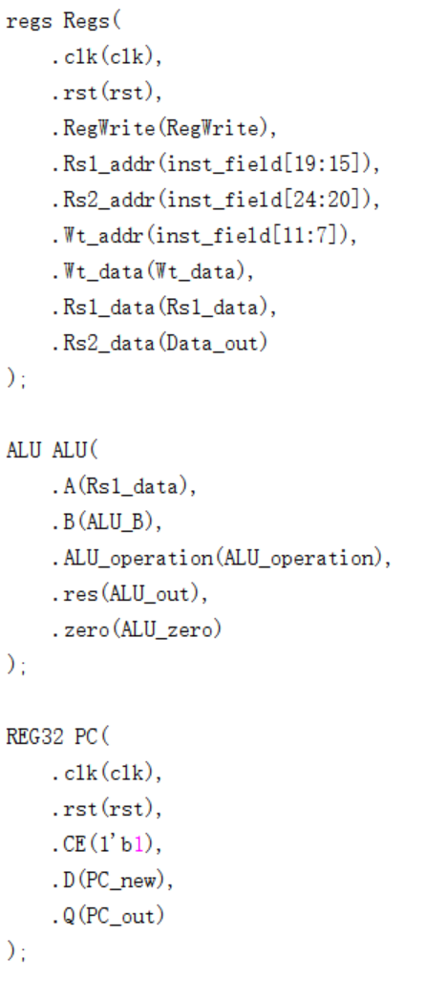 regs Regs(
    .clk(clk),
    .rst(rst),
    .RegWrite(RegWrite),
    .Rs1_addr(inst_field[19:15]),
    .Rs2_addr(inst_field[24:20]),
    .Wt_addr(inst_field[11:7]),
    .Wt_data(Wt_data),
    .Rs1_data(Rs1_data),
    .Rs2_data(Data_out)
);

ALU ALU(
    .A(Rs1_data),
    .B(ALU_B),
    .ALU_operation(ALU_operation),
    .res(ALU_out),
    .zero(ALU_zero)
);

REG32 PC(
    .clk(clk),
    .rst(rst),
    .CE(1'b1),
    .D(PC_new),
    .Q(PC_out)
);